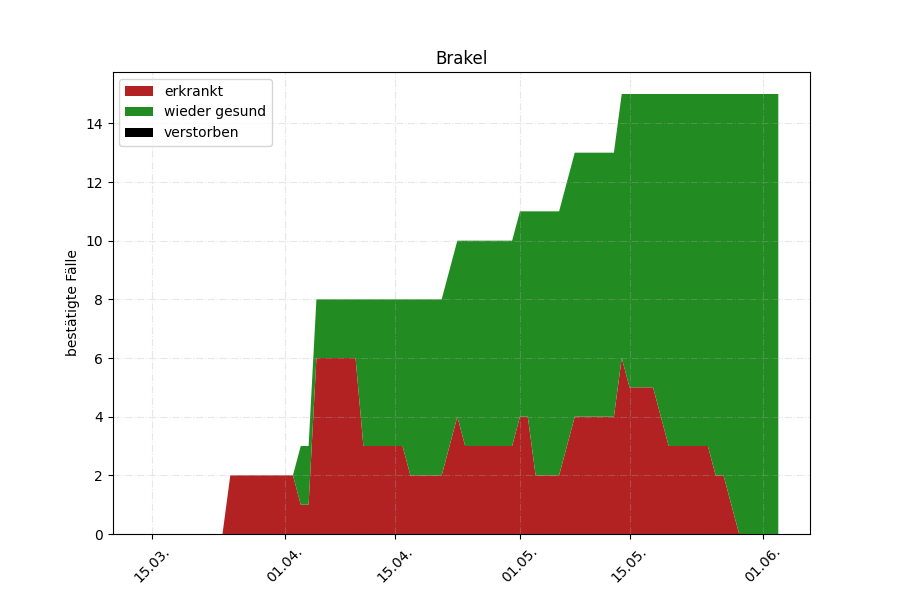 Brakel
erkrankt
wieder gesund
verstorben
bestätigte Fälle
14
12
10
8
6
4
2
0
15.03.
01.04.
15.04.
01.05.
15.05.
01.06.